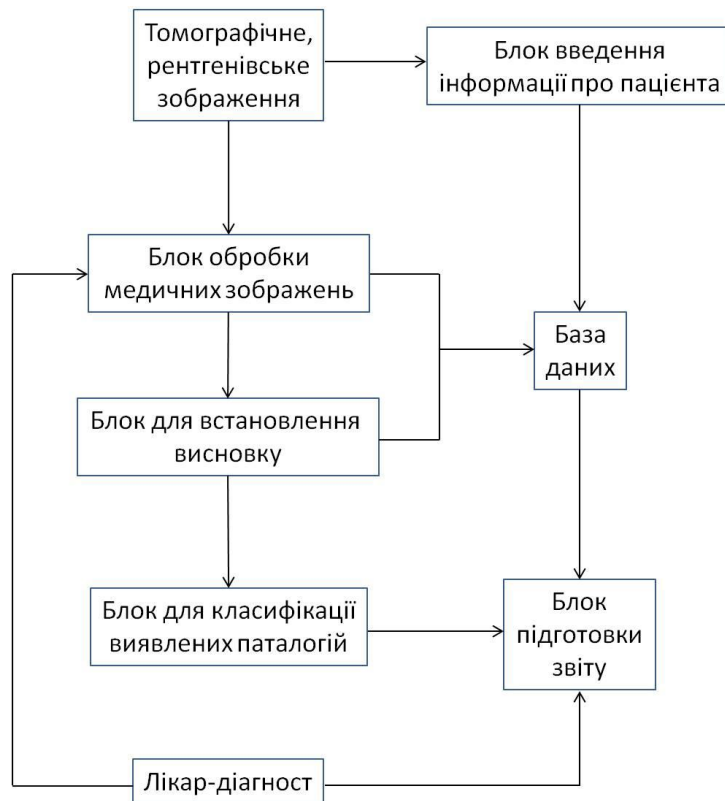 Томографічне,
рентгенівське
зображення
Блок введення
інформації про пацієнта
Блок обробки
медичних зображень
База
даних
Блок для встановлення
висновку
Блок для класифікації
виявлених паталогій
Блок
підготовки
звіту
Лікар-діагност